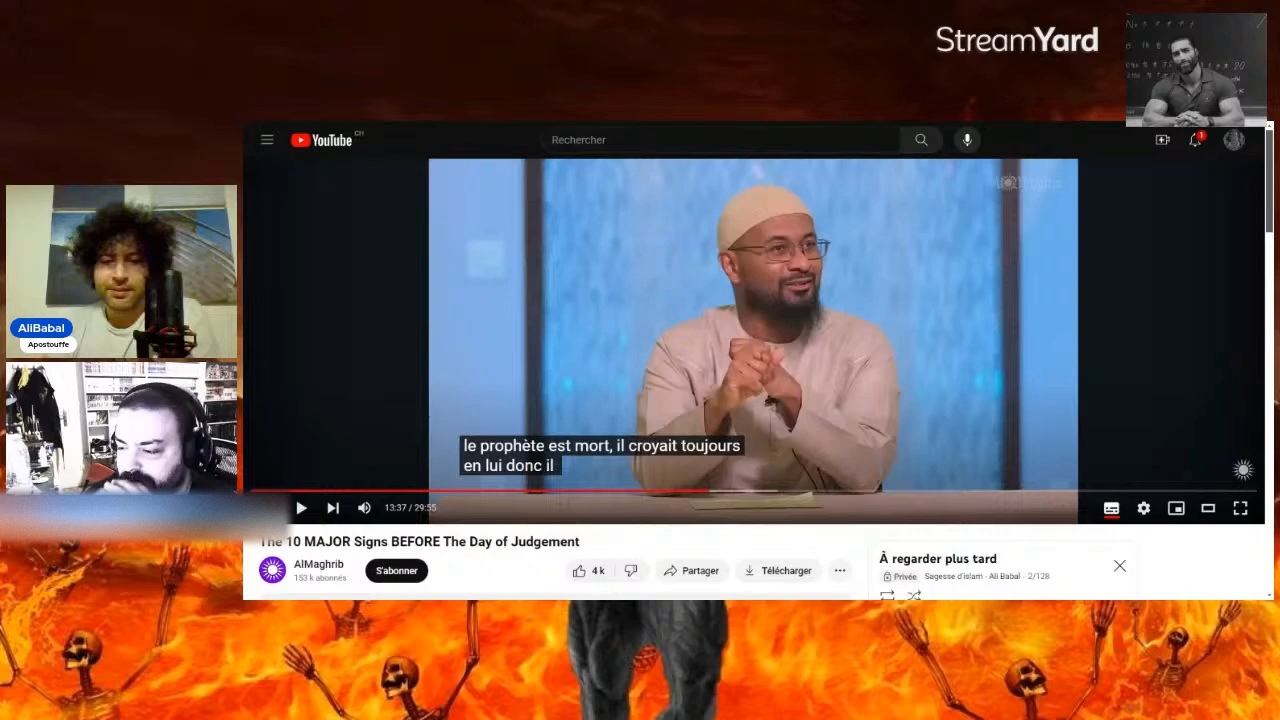 StreamYard
YouTube CH
Rechercher
1
AliBabal
Apostouffe
le prophète est mort, il croyait toujours
en lui donc il
13:37 / 29:55
The 10 MAJOR Signs BEFORE The Day of Judgement
AlMaghrib
153 k abonnés
S'abonner
4 k
Partager
Télécharger
À regarder plus tard
Privée
Sagesse d'islam - Ali Babal - 2/128